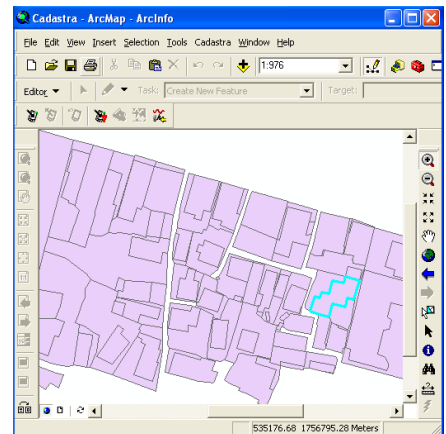 Cadastra - ArcMap - ArcInfo
File Edit View Insert Selection Tools Cadastra Window Help
1:976
Editor Task: Create New Feature Target:
535176.68 1756795.28 Meters